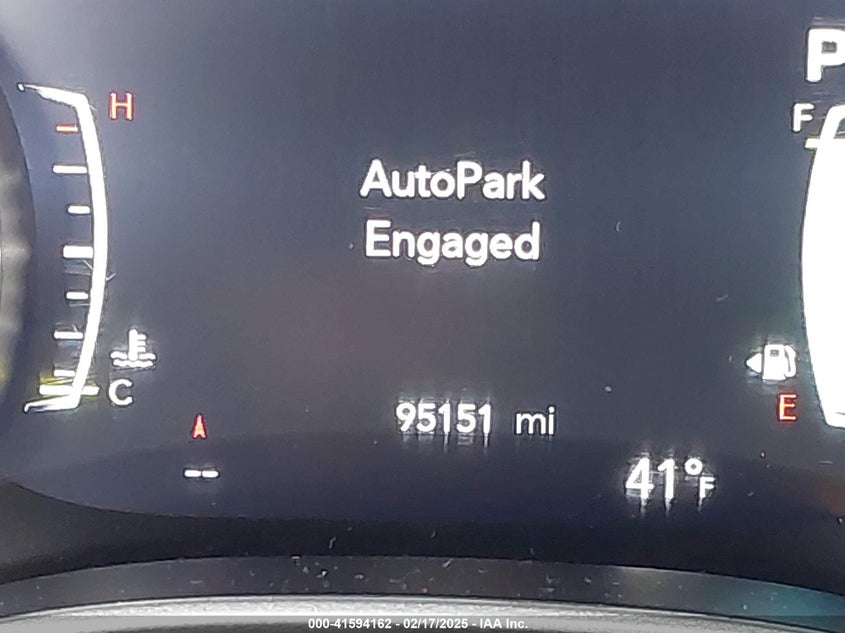 P
H
F
AutoPark
Engaged
C
E
95151 mi
--
41°F
000-41594162 - 02/17/2025 - IAA Inc.